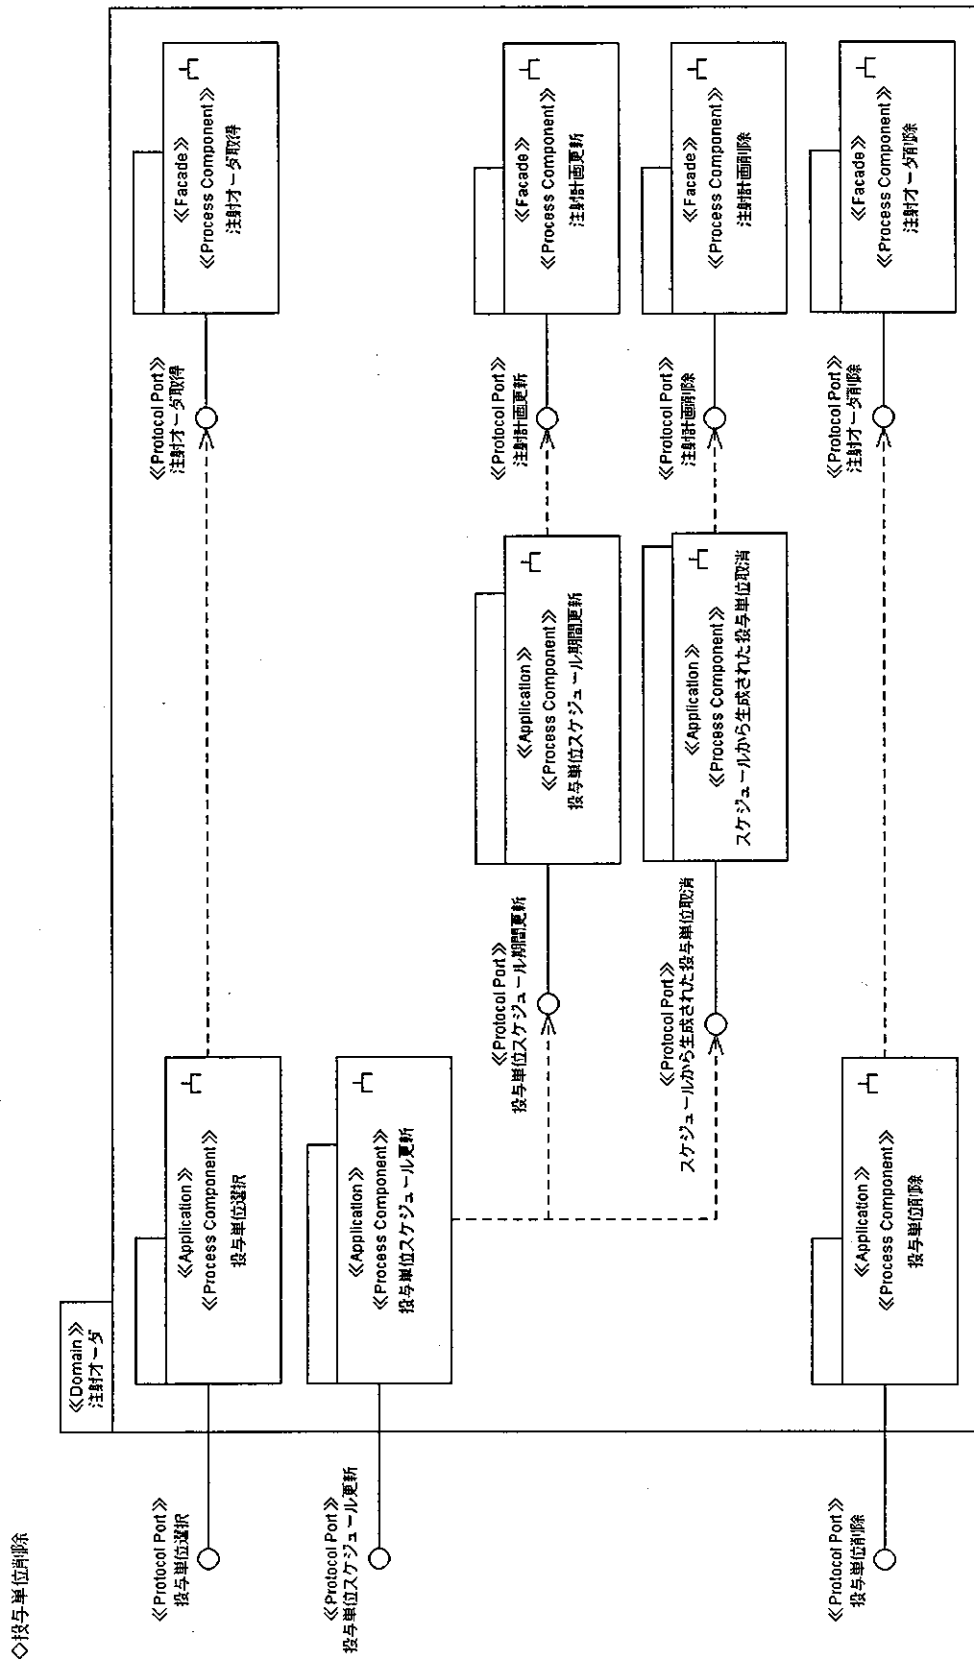 ◇投与単位削除
≪Domain≫
注射オーダ
≪Protocol Port≫
投与単位選択
≪Application≫
≪Process Component≫
投与単位選択
≪Protocol Port≫
注射オーダ取得
≪Facade≫
≪Process Component≫
注射オーダ取得
≪Protocol Port≫
投与単位スケジュール更新
≪Application≫
≪Process Component≫
投与単位スケジュール更新
≪Protocol Port≫
投与単位スケジュール期間更新
≪Application≫
≪Process Component≫
投与単位スケジュール期間更新
≪Protocol Port≫
注射計画更新
≪Facade≫
≪Process Component≫
注射計画更新
≪Protocol Port≫
スケジュールから生成された投与単位取消
≪Application≫
≪Process Component≫
スケジュールから生成された投与単位取消
≪Protocol Port≫
注射計画削除
≪Facade≫
≪Process Component≫
注射計画削除
≪Protocol Port≫
投与単位削除
≪Application≫
≪Process Component≫
投与単位削除
≪Protocol Port≫
注射オーダ削除
≪Facade≫
≪Process Component≫
注射オーダ削除